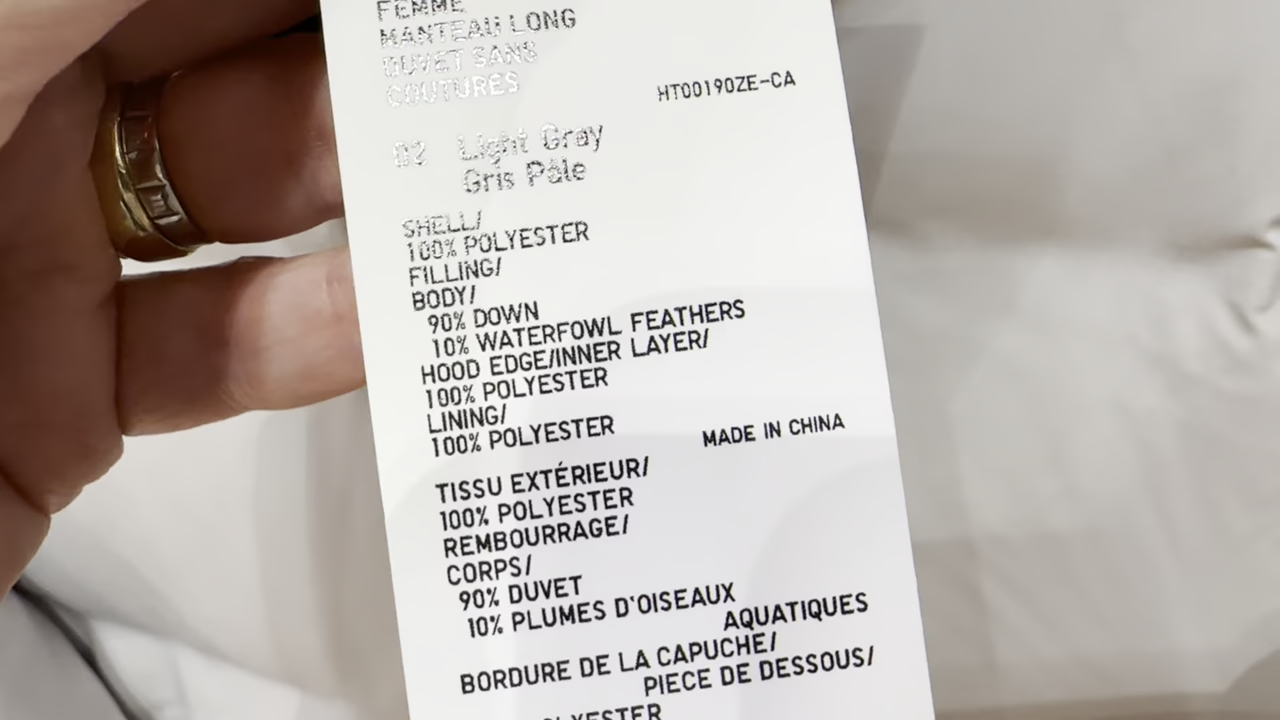 FEMME
MANTEAU LONG
DUVET SANS
COUTURES
HT00190ZE-CA
02 Light Gray
Gris Pâle
SHELL/
100% POLYESTER
FILLING/
BODY/
90% DOWN
10% WATERFOWL FEATHERS
HOOD EDGE/INNER LAYER/
100% POLYESTER
LINING/
100% POLYESTER
MADE IN CHINA
TISSU EXTÉRIEUR/
100% POLYESTER
REMBOURRAGE/
CORPS/
90% DUVET
10% PLUMES D'OISEAUX
AQUATIQUES
BORDURE DE LA CAPUCHE/
PIECE DE DESSOUS/
POLYESTER